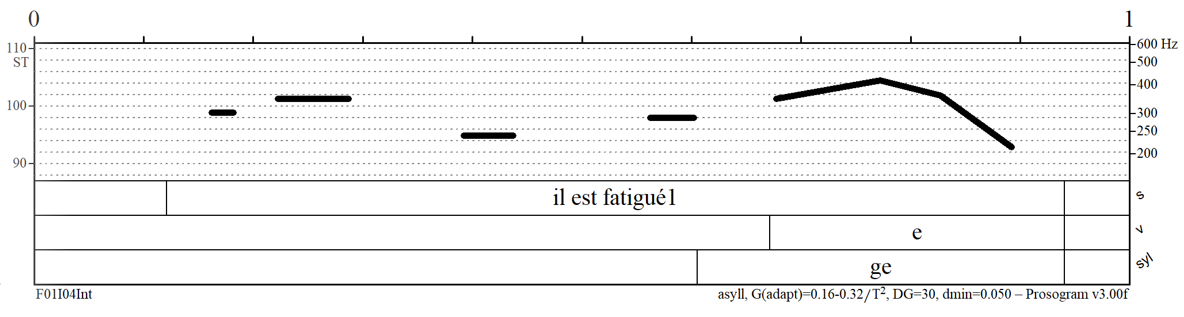 0 1
110 600 Hz
ST 500
400
100 300
250
90 200
il est fatigué1 s
e v
ge syl
F01I04Int asyll, G(adapt)=0.16-0.32/T², DG=30, dmin=0.050 – Prosogram v3.00f